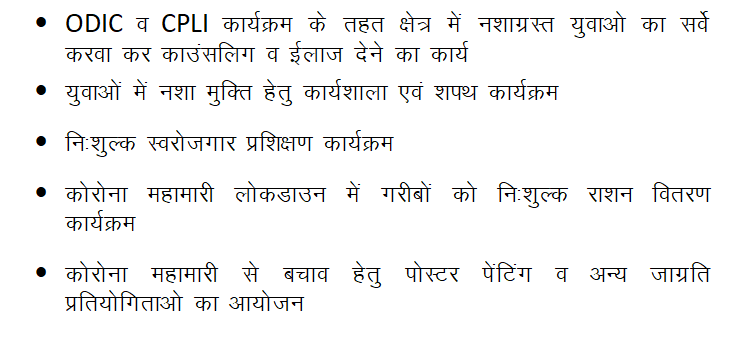 • ODIC व CPLI कार्यक्रम के तहत क्षेत्र में नशाग्रस्त युवाओ का सर्वे
करवा कर काउंसलिग व ईलाज देने का कार्य
• युवाओं में नशा मुक्ति हेतु कार्यशाला एवं शपथ कार्यक्रम
• निःशुल्क स्वरोजगार प्रशिक्षण कार्यक्रम
• कोरोना महामारी लोकडाउन में गरीबों को निःशुल्क राशन वितरण
कार्यक्रम
• कोरोना महामारी से बचाव हेतु पोस्टर पेंटिंग व अन्य जाग्रति
प्रतियोगिताओ का आयोजन